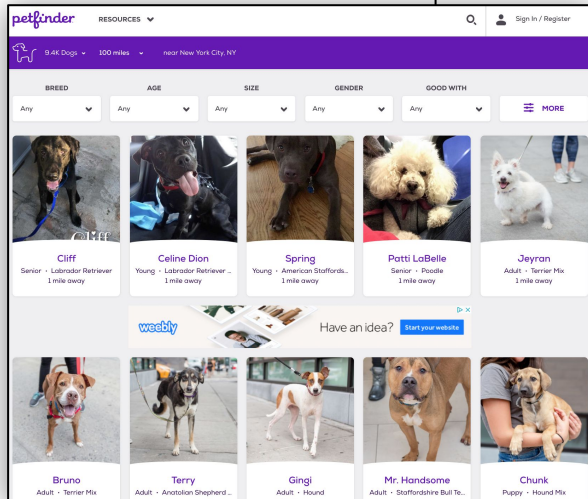 petfinder RESOURCES Sign In / Register
9.4K Dogs 100 miles near New York City, NY
BREED AGE SIZE GENDER GOOD WITH
Any Any Any Any Any MORE
Cliff
Cliff Celine Dion Spring Patti LaBelle Jeyran
Senior • Labrador Retriever Young • Labrador Retriever ... Young • American Staffords... Senior • Poodle Adult • Terrier Mix
1 mile away 1 mile away 1 mile away 1 mile away 1 mile away
weebly Have an idea? Start your website
Bruno Terry Gingi Mr. Handsome Chunk
Adult • Terrier Mix Adult • Anatolian Shepherd ... Adult • Hound Adult • Staffordshire Bull Te... Puppy • Hound Mix